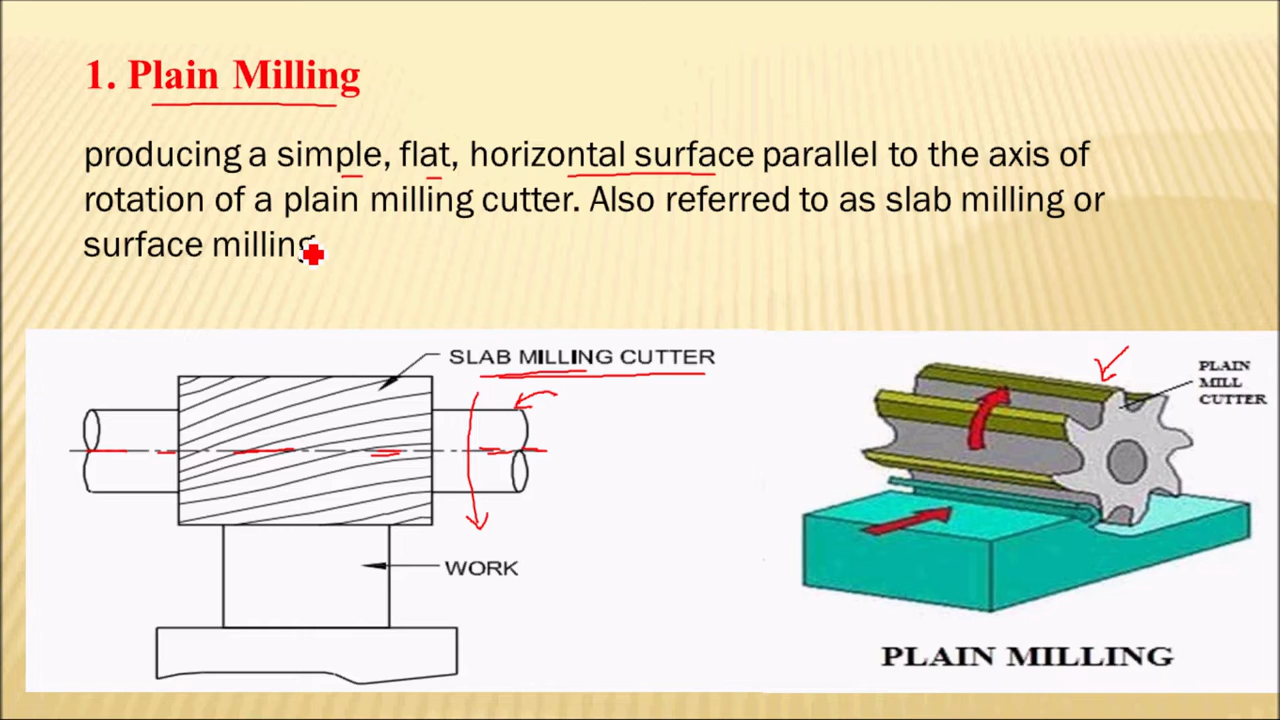 1. Plain Milling
producing a simple, flat, horizontal surface parallel to the axis of
rotation of a plain milling cutter. Also referred to as slab milling or
surface milling
SLAB MILLING CUTTER
WORK
PLAIN
MILL
CUTTER
PLAIN MILLING